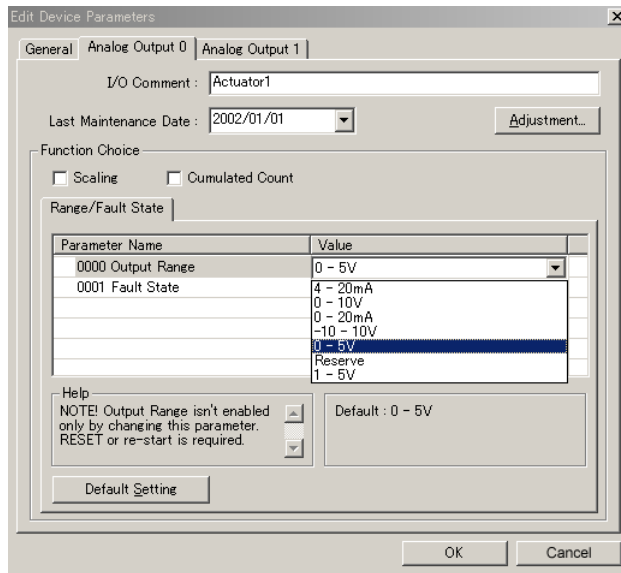 Edit Device Parameters
General Analog Output 0 Analog Output 1
I/O Comment : Actuator1
Last Maintenance Date : 2002/01/01 Adjustment...
Function Choice
Scaling Cumulated Count
Range/Fault State
Parameter Name Value
0000 Output Range 0 - 5V
0001 Fault State
4 - 20mA
0 - 10V
0 - 20mA
-10 - 10V
0 - 5V
Reserve
1 - 5V
Help
NOTE! Output Range isn't enabled
only by changing this parameter.
RESET or re-start is required.
Default : 0 - 5V
Default Setting
OK Cancel